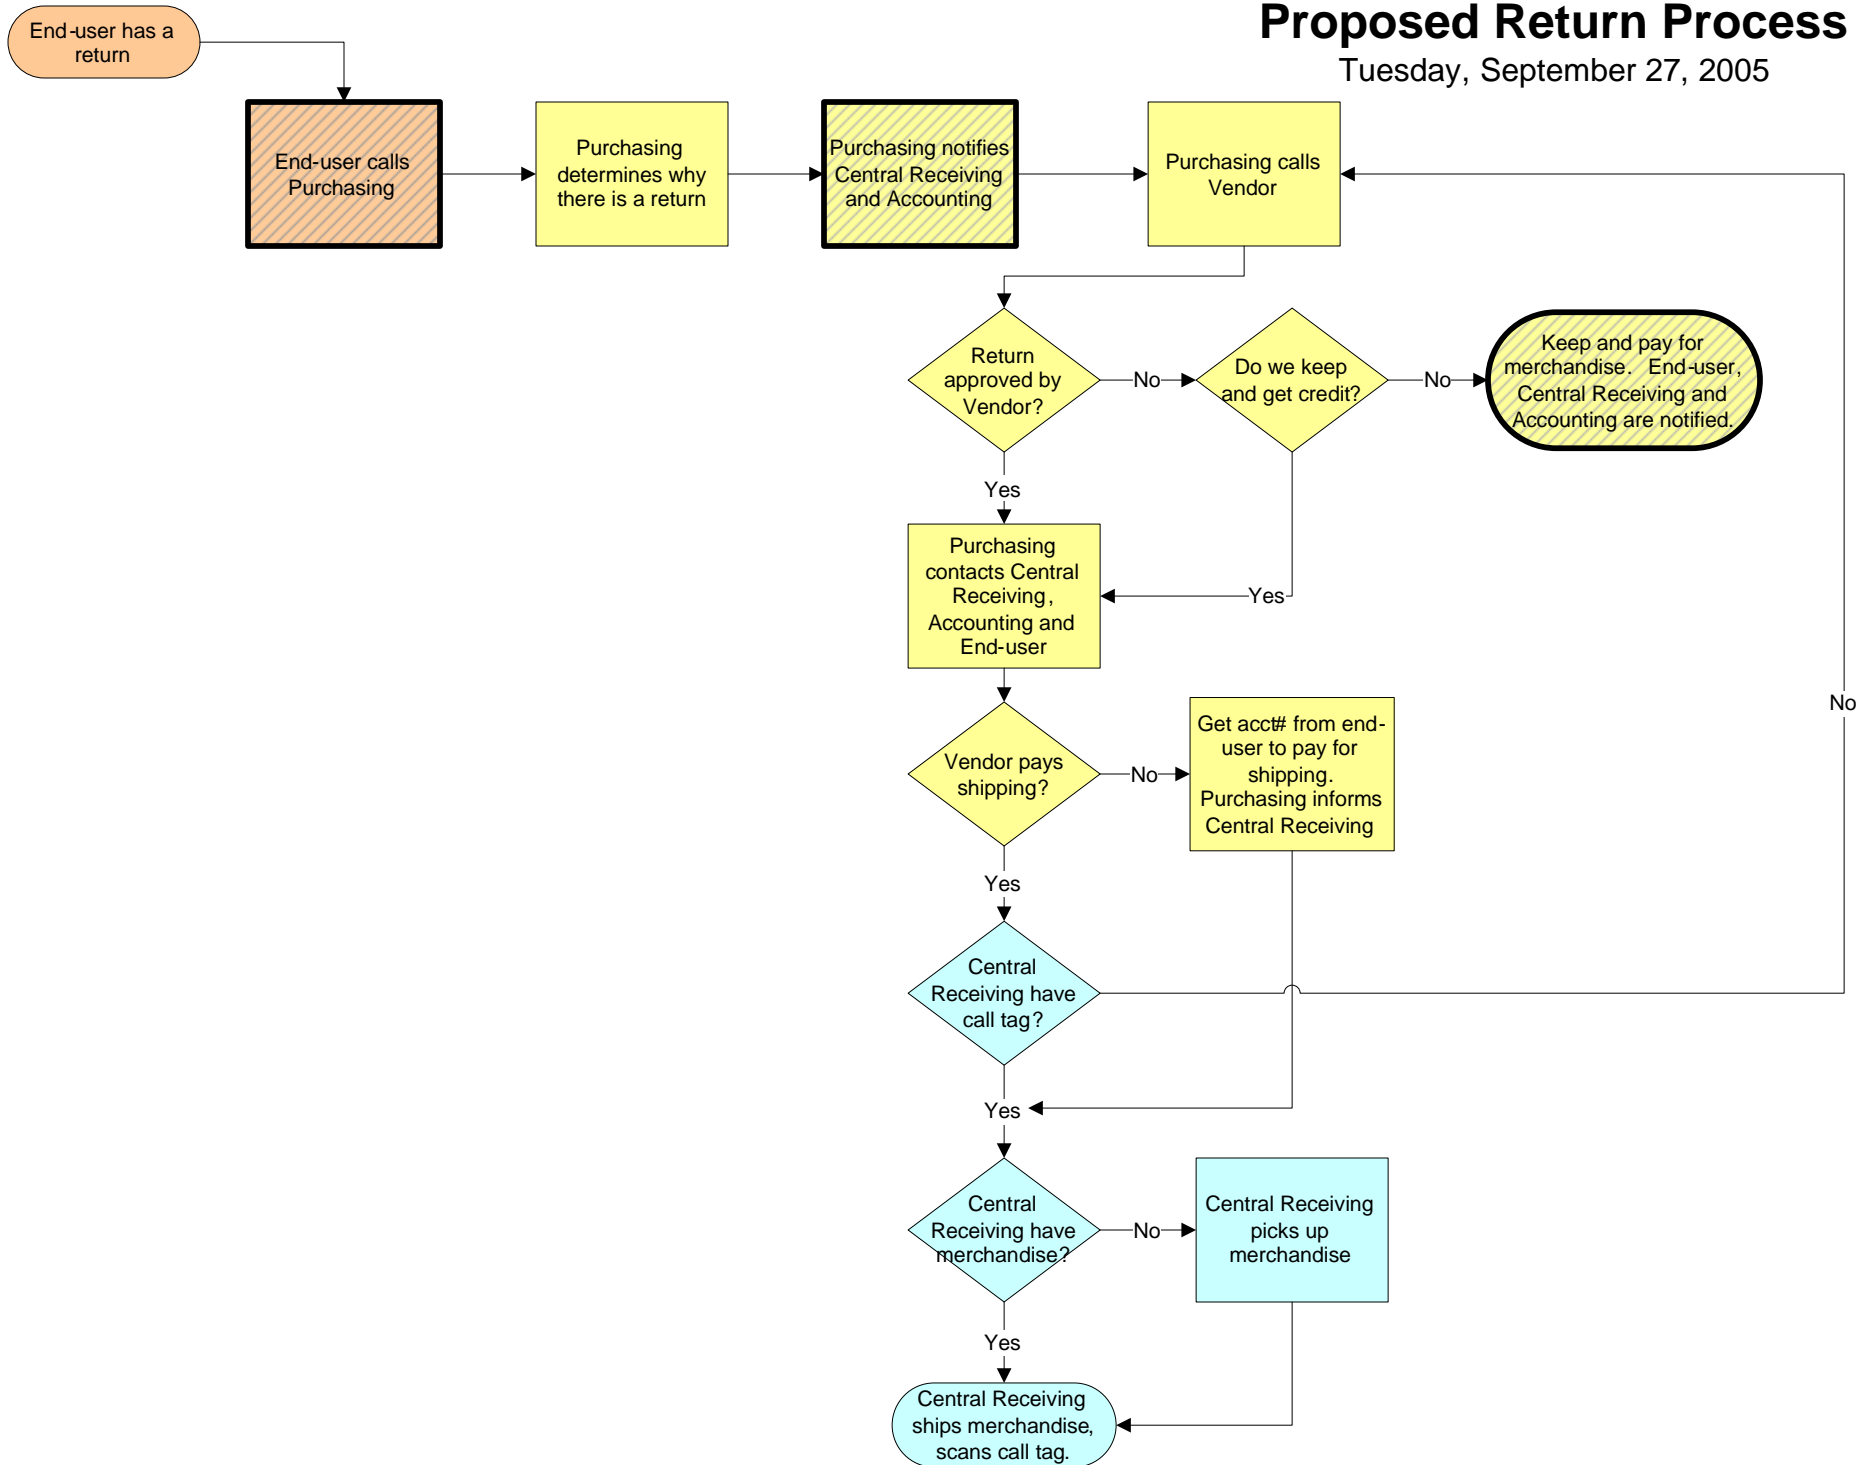 Proposed Return Process
Tuesday, September 27, 2005
End-user has a
return
End-user calls
Purchasing
Purchasing
determines why
there is a return
Purchasing notifies
Central Receiving
and Accounting
Purchasing calls
Vendor
Return
approved by
Vendor?
No
Do we keep
and get credit?
No
Keep and pay for
merchandise. End-user,
Central Receiving and
Accounting are notified.
Yes
Purchasing
contacts Central
Receiving,
Accounting and
End-user
Yes
Vendor pays
shipping?
No
Get acct# from end-
user to pay for
shipping.
Purchasing informs
Central Receiving
No
Yes
Central
Receiving have
call tag?
Yes
Central
Receiving have
merchandise?
No
Central Receiving
picks up
merchandise
Yes
Central Receiving
ships merchandise,
scans call tag.